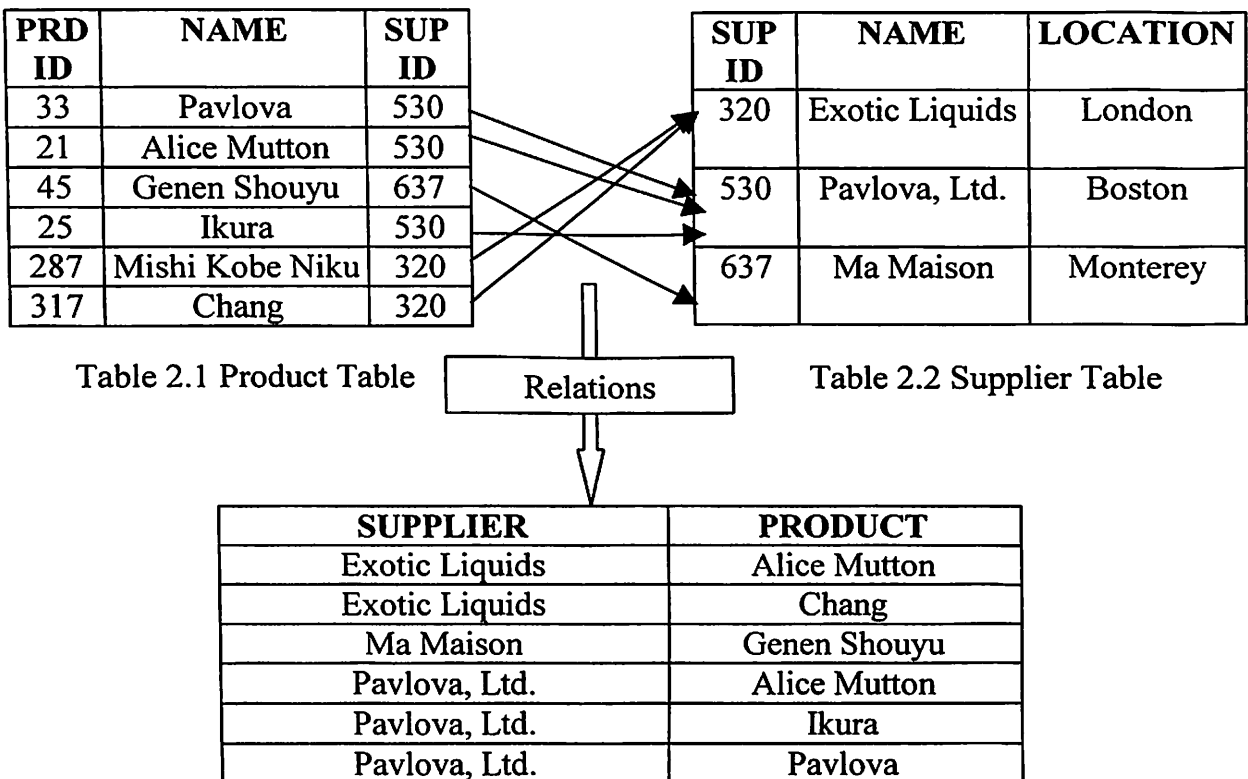 PRD ID NAME SUP ID
33 Pavlova 530
21 Alice Mutton 530
45 Genen Shouyu 637
25 Ikura 530
287 Mishi Kobe Niku 320
317 Chang 320
Table 2.1 Product Table
SUP ID NAME LOCATION
320 Exotic Liquids London
530 Pavlova, Ltd. Boston
637 Ma Maison Monterey
Table 2.2 Supplier Table
Relations
SUPPLIER PRODUCT
Exotic Liquids Alice Mutton
Exotic Liquids Chang
Ma Maison Genen Shouyu
Pavlova, Ltd. Alice Mutton
Pavlova, Ltd. Ikura
Pavlova, Ltd. Pavlova